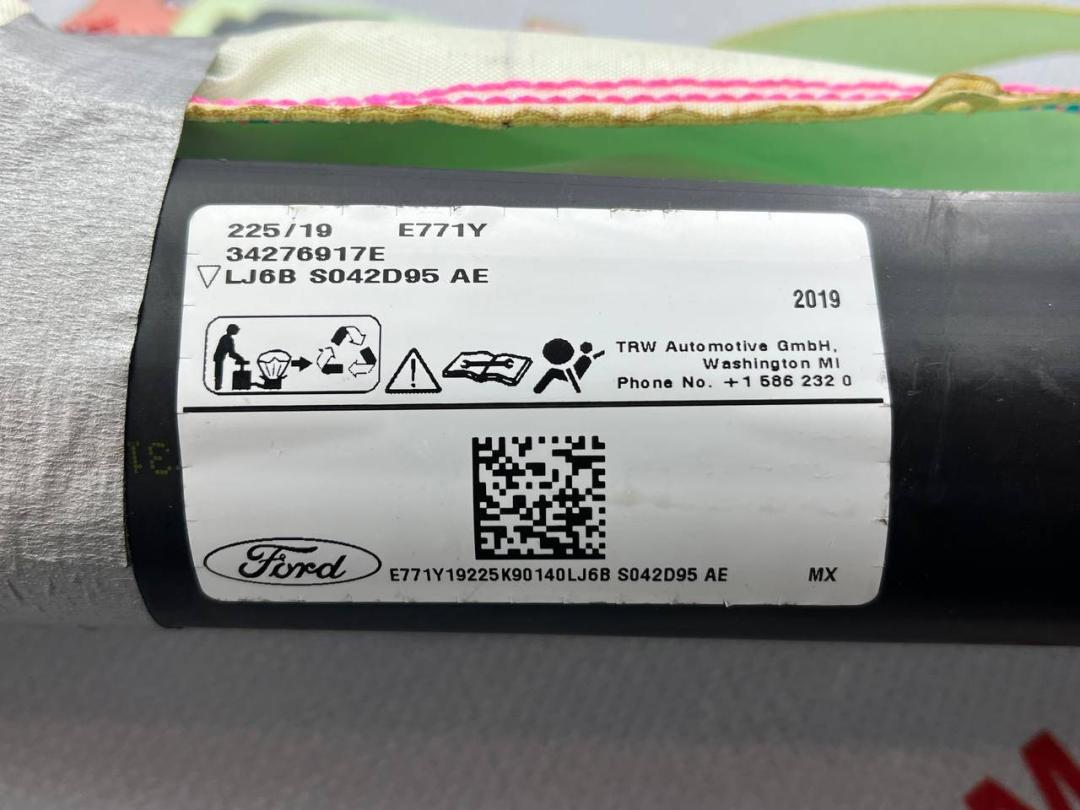 225/19 E771Y
34276917E
LJ6B S042D95 AE
2019
TRW Automotive GmbH,
Washington MI
Phone No. +1 586 232 0
Ford
E771Y19225K90140LJ6B S042D95 AE MX